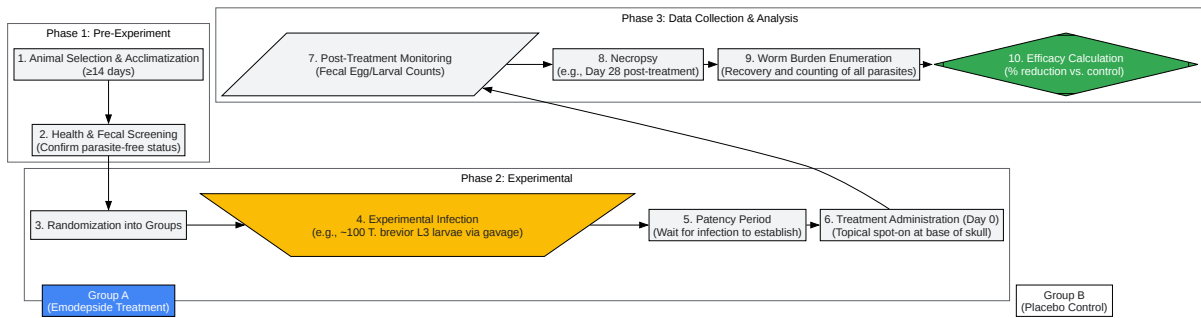 Phase 1: Pre-Experiment
1. Animal Selection & Acclimatization
(≥14 days)
2. Health & Fecal Screening
(Confirm parasite-free status)
Phase 2: Experimental
3. Randomization into Groups
4. Experimental Infection
(e.g., ~100 T. brevior L3 larvae via gavage)
5. Patency Period
(Wait for infection to establish)
6. Treatment Administration (Day 0)
(Topical spot-on at base of skull)
Phase 3: Data Collection & Analysis
7. Post-Treatment Monitoring
(Fecal Egg/Larval Counts)
8. Necropsy
(e.g., Day 28 post-treatment)
9. Worm Burden Enumeration
(Recovery and counting of all parasites)
10. Efficacy Calculation
(% reduction vs. control)
Group A
(Emodepside Treatment)
Group B
(Placebo Control)